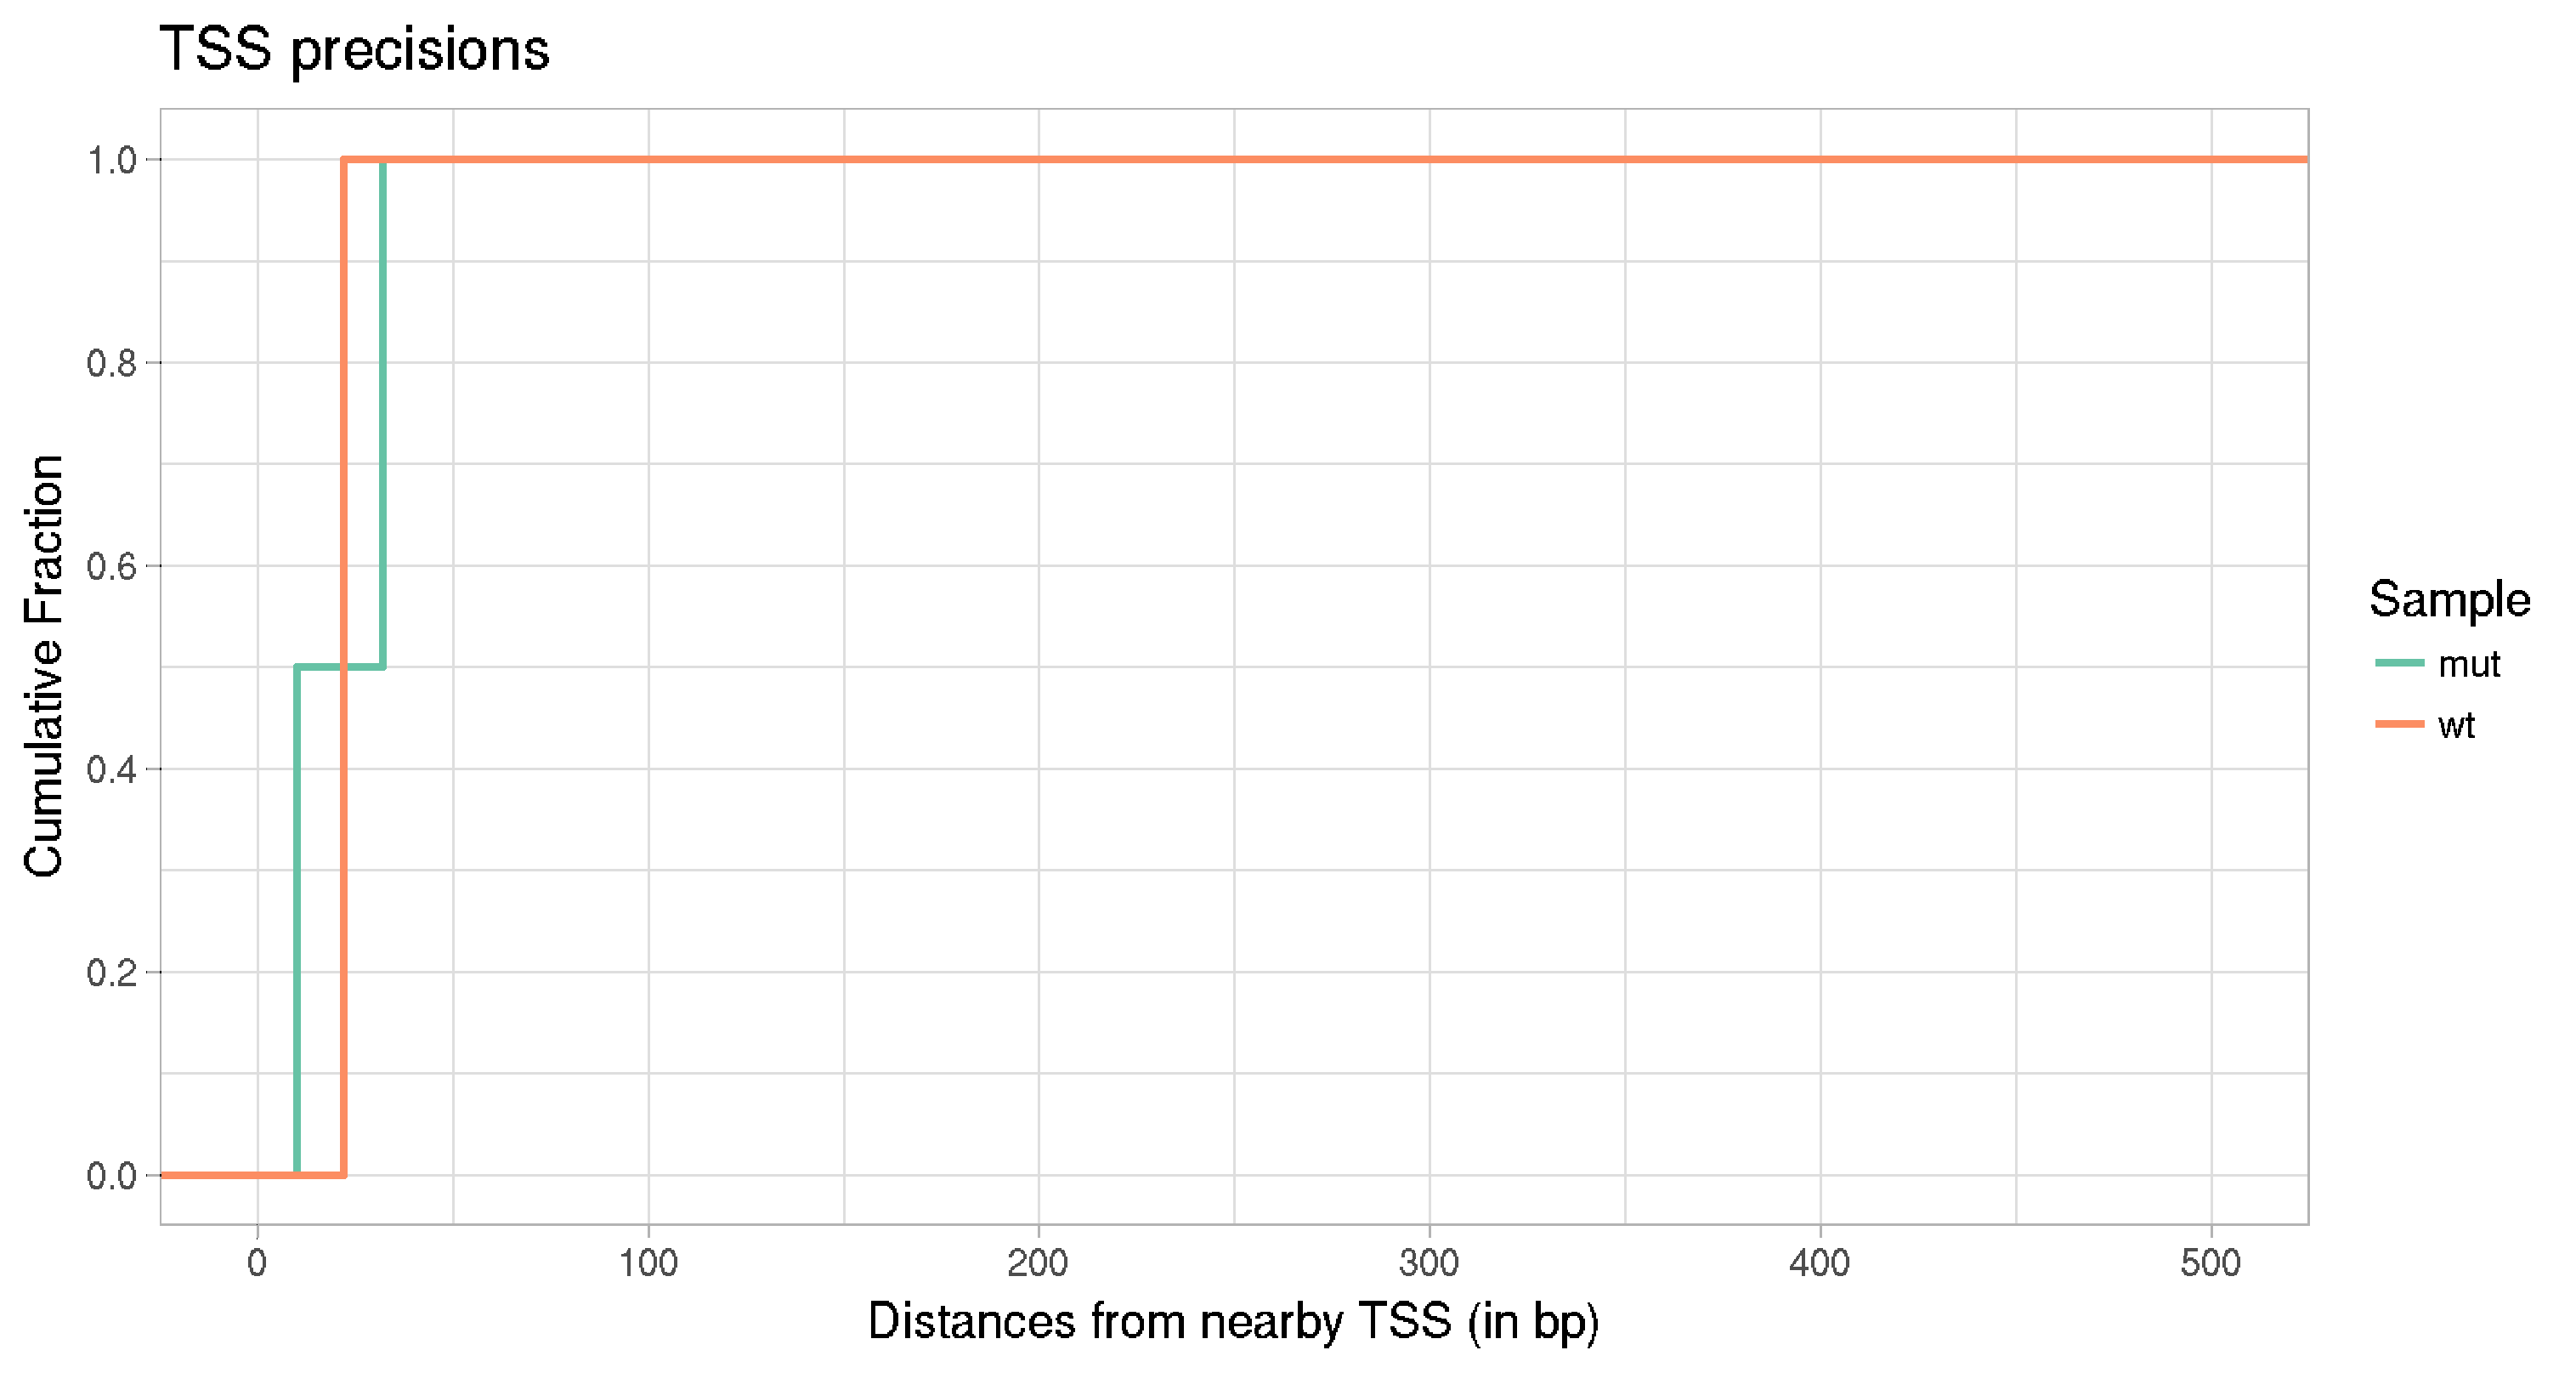 TSS precisions
1.0
0.8
0.6
0.4
0.2
0.0
Cumulative Fraction
0 100 200 300 400 500
Distances from nearby TSS (in bp)
Sample
mut
wt